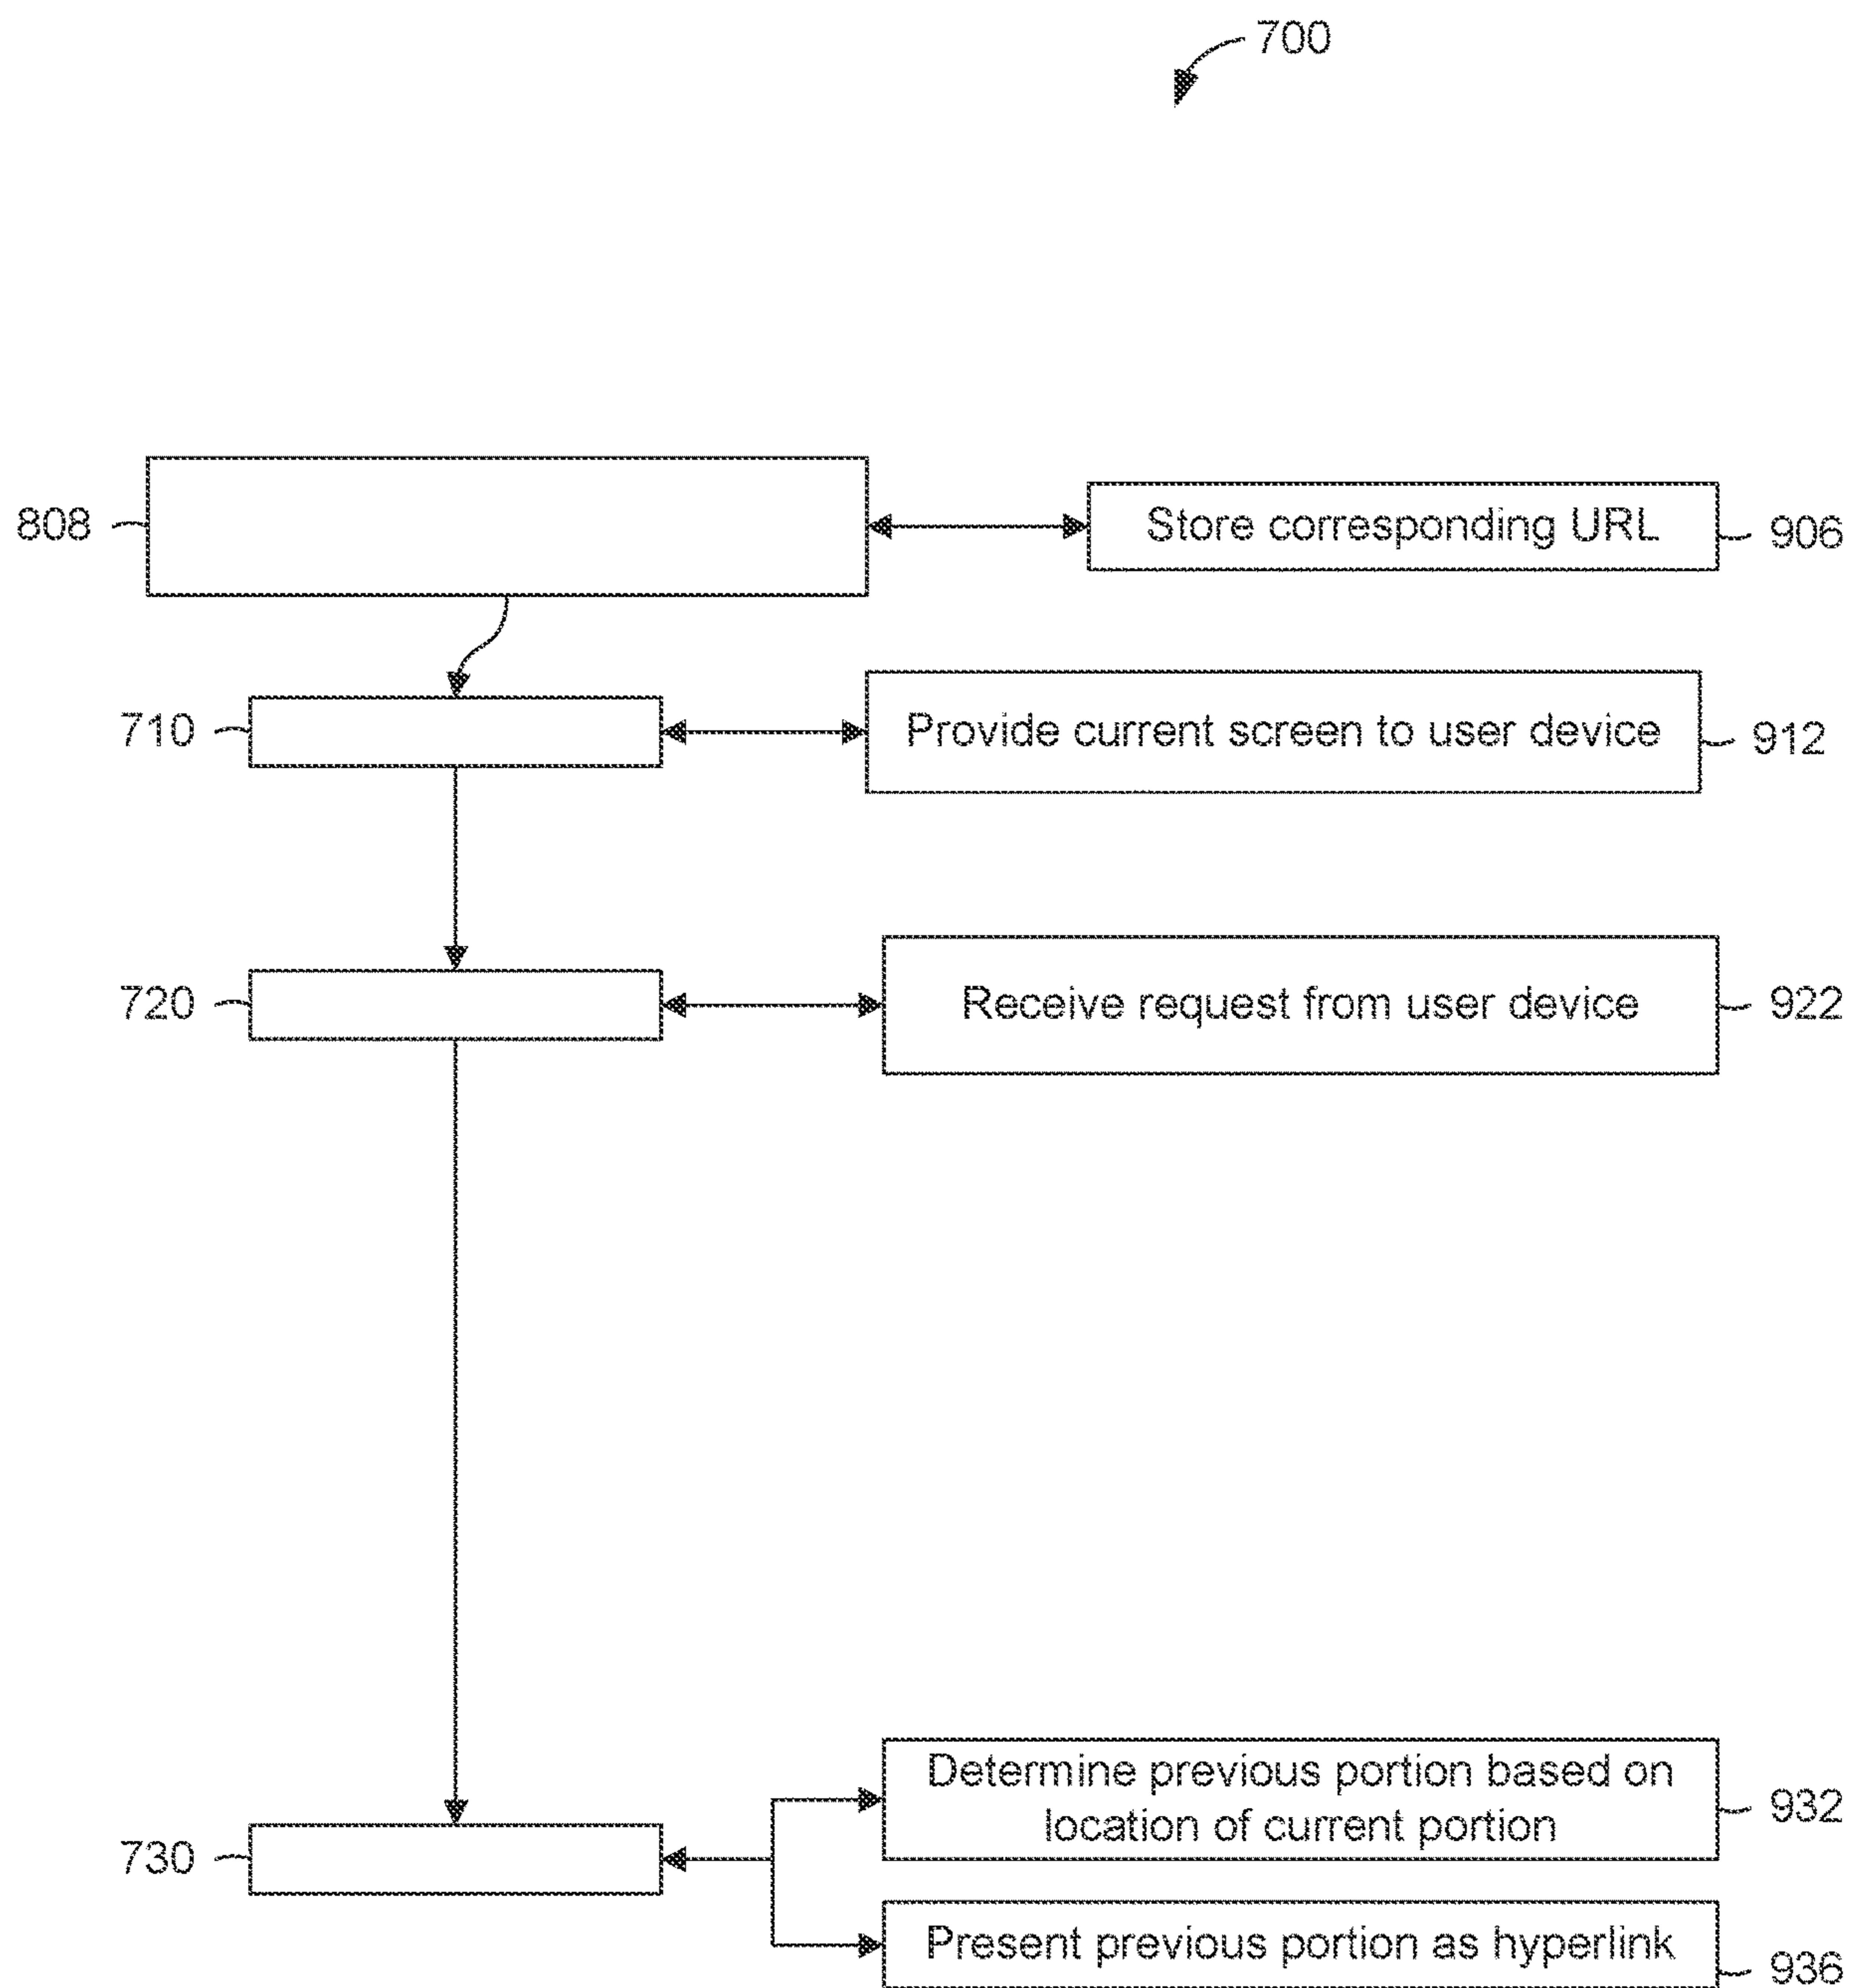 700
808
Store corresponding URL
906
710
Provide current screen to user device
912
720
Receive request from user device
922
730
Determine previous portion based on
location of current portion
932
Present previous portion as hyperlink
936